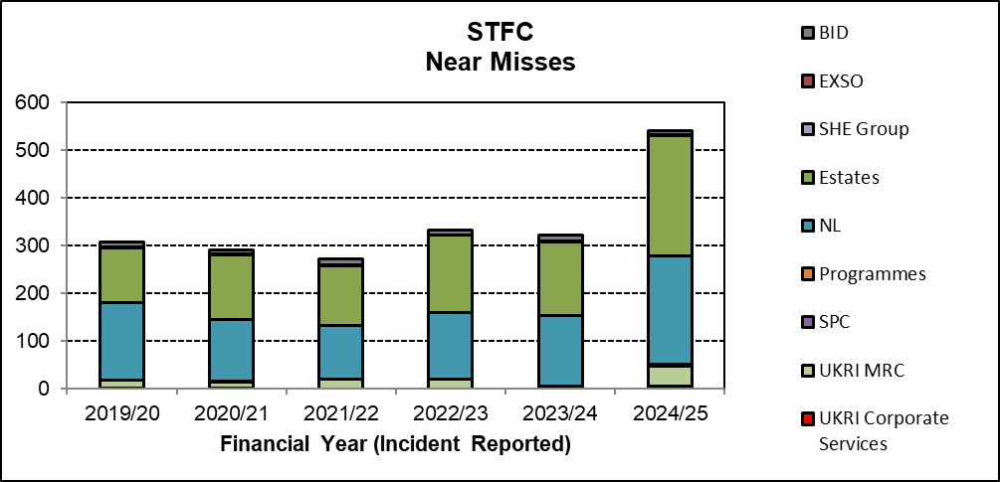 STFC
Near Misses
600
500
400
300
200
100
0
2019/20 2020/21 2021/22 2022/23 2023/24 2024/25
Financial Year (Incident Reported)
BID
EXSO
SHE Group
Estates
NL
Programmes
SPC
UKRI MRC
UKRI Corporate
Services